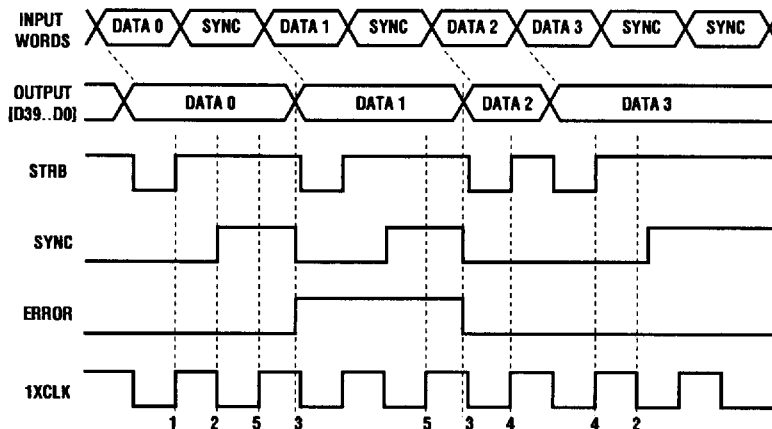 INPUT WORDS
DATA 0 SYNC DATA 1 SYNC DATA 2 DATA 3 SYNC SYNC
OUTPUT [D39..D0]
DATA 0 DATA 1 DATA 2 DATA 3
STRB
SYNC
ERROR
1XCLK
1 2 5 3 5 3 4 4 2